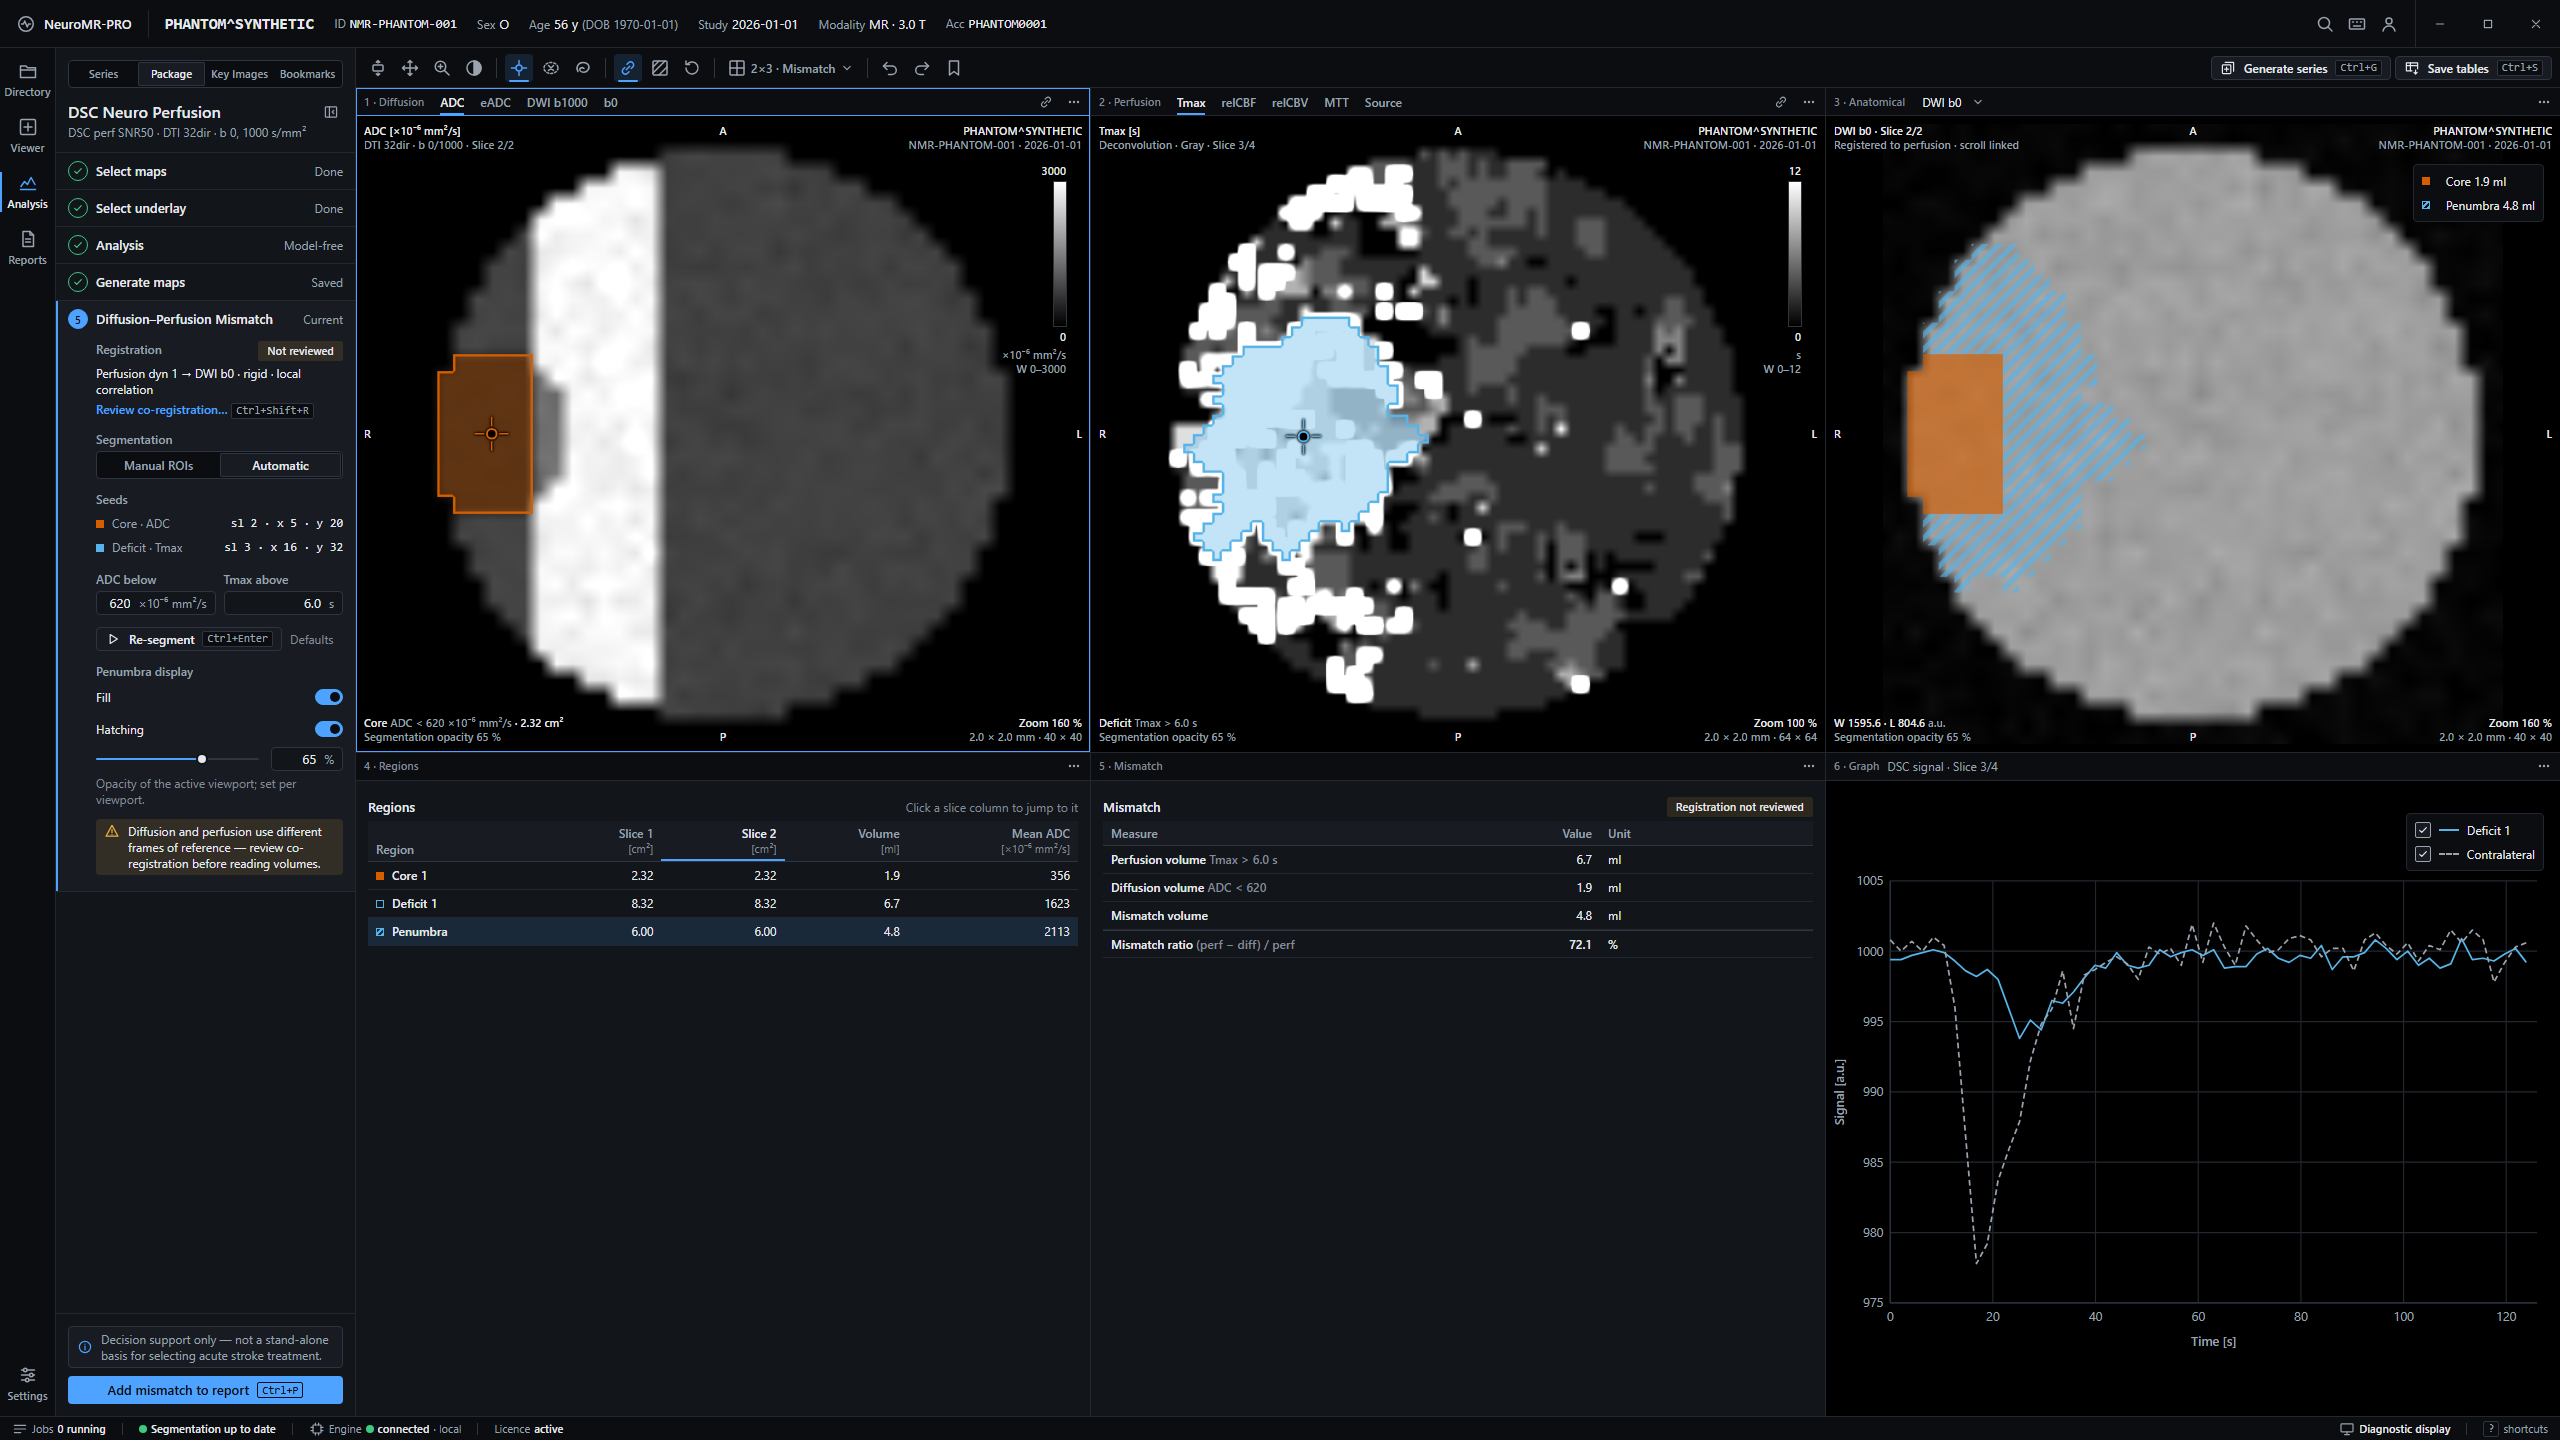 NeuroMR-PRO
PHANTOM^SYNTHETIC
ID NMR-PHANTOM-001
Sex O
Age 56 y (DOB 1970-01-01)
Study 2026-01-01
Modality MR · 3.0 T
Acc PHANTOM0001
Directory
Viewer
Analysis
Reports
Settings
Series
Package
Key Images
Bookmarks
DSC Neuro Perfusion
DSC perf SNR50 · DTI 32dir · b 0, 1000 s/mm²
Select maps Done
Select underlay Done
Analysis Model-free
Generate maps Saved
5 Diffusion–Perfusion Mismatch Current
Registration Not reviewed
Perfusion dyn 1 → DWI b0 · rigid · local
correlation
Review co-registration... Ctrl+Shift+R
Segmentation
Manual ROIs Automatic
Seeds
Core · ADC sl 2 · x 5 · y 20
Deficit · Tmax sl 3 · x 16 · y 32
ADC below Tmax above
620 ×10⁻⁶ mm²/s 6.0 s
Re-segment Ctrl+Enter Defaults
Penumbra display
Fill
Hatching
65 %
Opacity of the active viewport; set per
viewport.
Diffusion and perfusion use different
frames of reference — review co-
registration before reading volumes.
Decision support only — not a stand-alone
basis for selecting acute stroke treatment.
Add mismatch to report Ctrl+P
2×3 · Mismatch
Generate series Ctrl+G
Save tables Ctrl+S
1 · Diffusion ADC eADC DWI b1000 b0
ADC [×10⁻⁶ mm²/s]
DTI 32dir · b 0/1000 · Slice 2/2
A
PHANTOM^SYNTHETIC
NMR-PHANTOM-001 · 2026-01-01
3000
0
×10⁻⁶ mm²/s
W 0–3000
R
L
Core ADC < 620 ×10⁻⁶ mm²/s · 2.32 cm²
Segmentation opacity 65 %
P
Zoom 160 %
2.0 × 2.0 mm · 40 × 40
2 · Perfusion Tmax relCBF relCBV MTT Source
Tmax [s]
Deconvolution · Gray · Slice 3/4
A
PHANTOM^SYNTHETIC
NMR-PHANTOM-001 · 2026-01-01
12
0
s
W 0–12
R
L
Deficit Tmax > 6.0 s
Segmentation opacity 65 %
P
Zoom 100 %
2.0 × 2.0 mm · 64 × 64
3 · Anatomical DWI b0
DWI b0 · Slice 2/2
Registered to perfusion · scroll linked
A
PHANTOM^SYNTHETIC
NMR-PHANTOM-001 · 2026-01-01
Core 1.9 ml
Penumbra 4.8 ml
R
L
W 1595.6 · L 804.6 a.u.
Segmentation opacity 65 %
P
Zoom 160 %
2.0 × 2.0 mm · 40 × 40
4 · Regions
Regions Click a slice column to jump to it
Region Slice 1 [cm²] Slice 2 [cm²] Volume [ml] Mean ADC [×10⁻⁶ mm²/s]
Core 1 2.32 2.32 1.9 356
Deficit 1 8.32 8.32 6.7 1623
Penumbra 6.00 6.00 4.8 2113
5 · Mismatch
Mismatch Registration not reviewed
Measure Value Unit
Perfusion volume Tmax > 6.0 s 6.7 ml
Diffusion volume ADC < 620 1.9 ml
Mismatch volume 4.8 ml
Mismatch ratio (perf − diff) / perf 72.1 %
6 · Graph DSC signal · Slice 3/4
Deficit 1
Contralateral
1005
1000
995
990
985
980
975
Signal [a.u.]
0 20 40 60 80 100 120
Time [s]
Jobs 0 running
Segmentation up to date
Engine connected · local
Licence active
Diagnostic display
? shortcuts